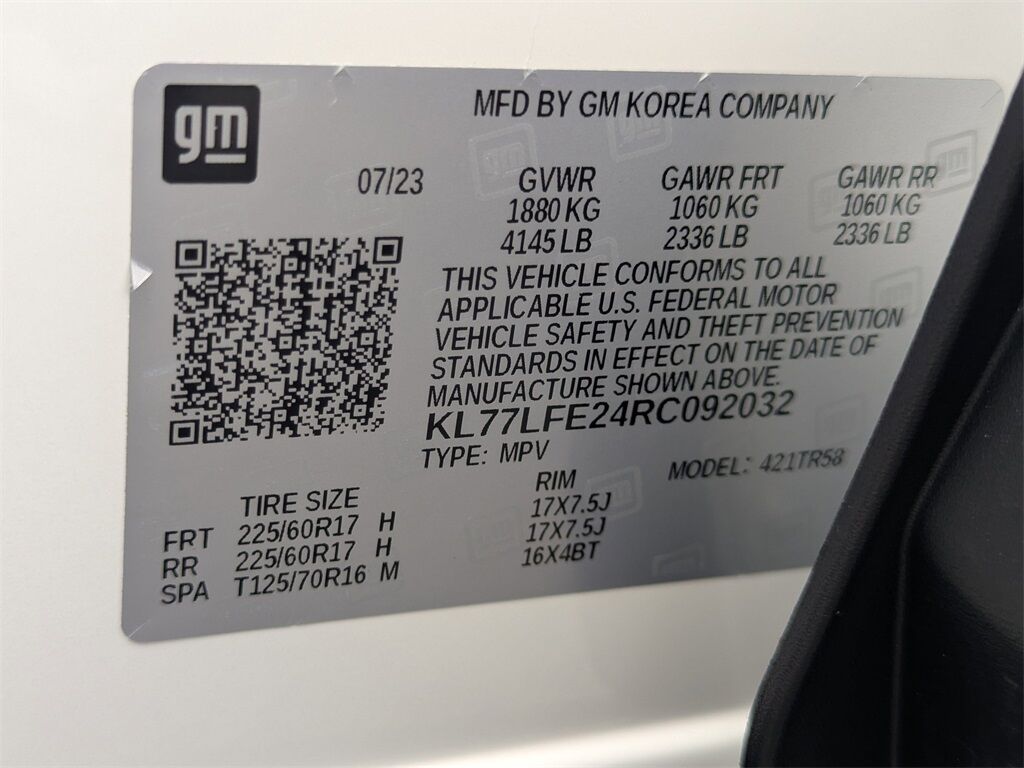 gm
MFD BY GM KOREA COMPANY
07/23 GVWR GAWR FRT GAWR RR
1880 KG 1060 KG 1060 KG
4145 LB 2336 LB 2336 LB
THIS VEHICLE CONFORMS TO ALL
APPLICABLE U.S. FEDERAL MOTOR
VEHICLE SAFETY AND THEFT PREVENTION
STANDARDS IN EFFECT ON THE DATE OF
MANUFACTURE SHOWN ABOVE.
KL77LFE24RC092032
TYPE: MPV MODEL: 421TR58
TIRE SIZE RIM
FRT 225/60R17 H 17X7.5J
RR 225/60R17 H 17X7.5J
SPA T125/70R16 M 16X4BT